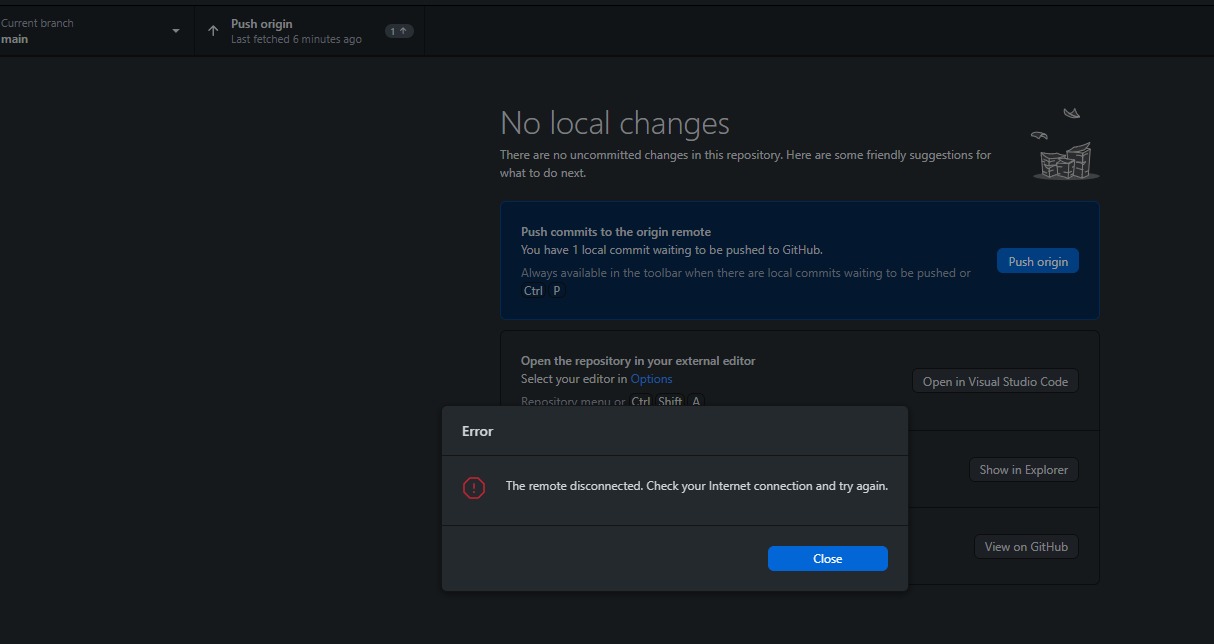 Current branch
main
Push origin
Last fetched 6 minutes ago
1
No local changes
There are no uncommitted changes in this repository. Here are some friendly suggestions for
what to do next.
Push commits to the origin remote
You have 1 local commit waiting to be pushed to GitHub.
Always available in the toolbar when there are local commits waiting to be pushed or
Ctrl P
Push origin
Open the repository in your external editor
Select your editor in Options
Repository menu or Ctrl Shift A
Open in Visual Studio Code
Error
The remote disconnected. Check your Internet connection and try again.
Close
Show in Explorer
View on GitHub